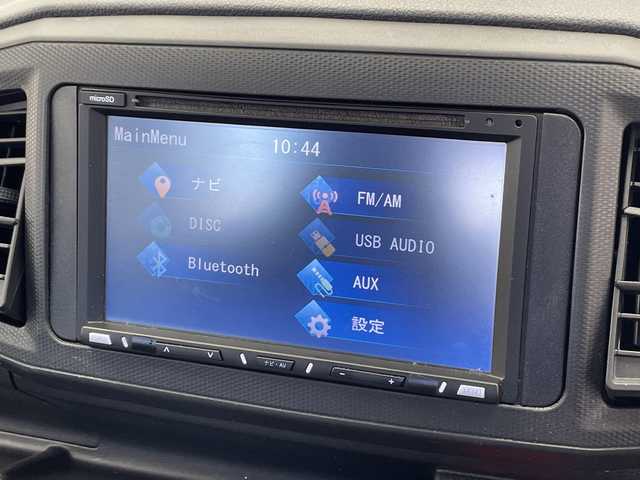 microSD
MainMenu 10:44
ナビ
DISC
Bluetooth
FM/AM
USB AUDIO
AUX
設定
ナビ・AV